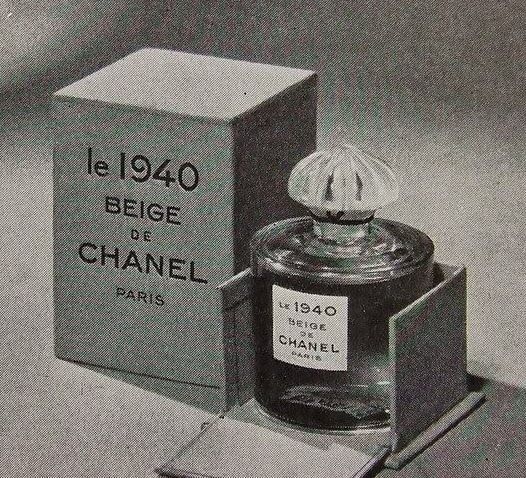 le 1940
BEIGE
DE
CHANEL
PARIS
LE 1940
BEIGE
DE
CHANEL
PARIS